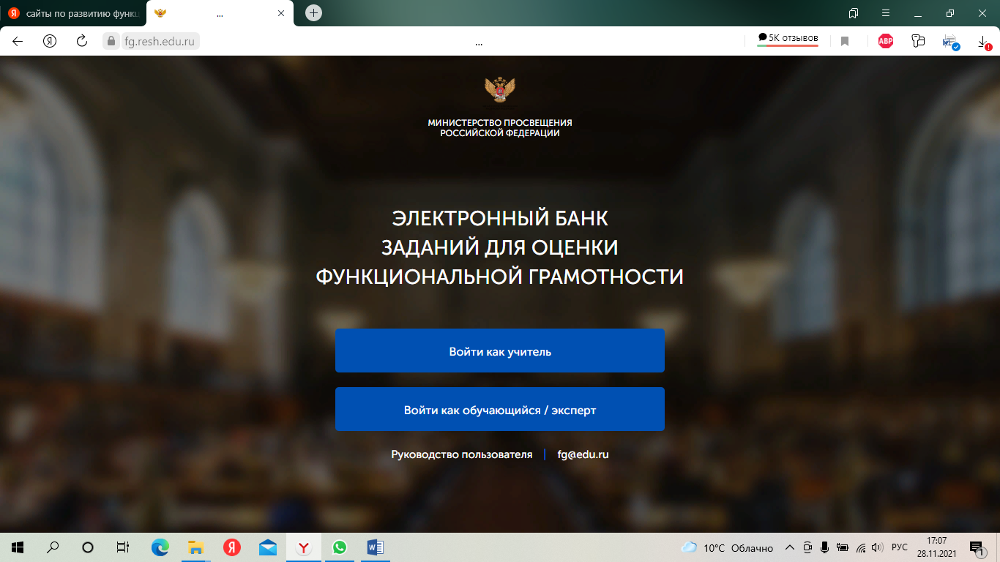 сайты по развитию функц
...
fg.resh.edu.ru
...
5K отзывов
ABP
МИНИСТЕРСТВО ПРОСВЕЩЕНИЯ
РОССИЙСКОЙ ФЕДЕРАЦИИ
ЭЛЕКТРОННЫЙ БАНК
ЗАДАНИЙ ДЛЯ ОЦЕНКИ
ФУНКЦИОНАЛЬНОЙ ГРАМОТНОСТИ
Войти как учитель
Войти как обучающийся / эксперт
Руководство пользователя | fg@edu.ru
10°C Облачно
РУС
17:07
28.11.2021
1